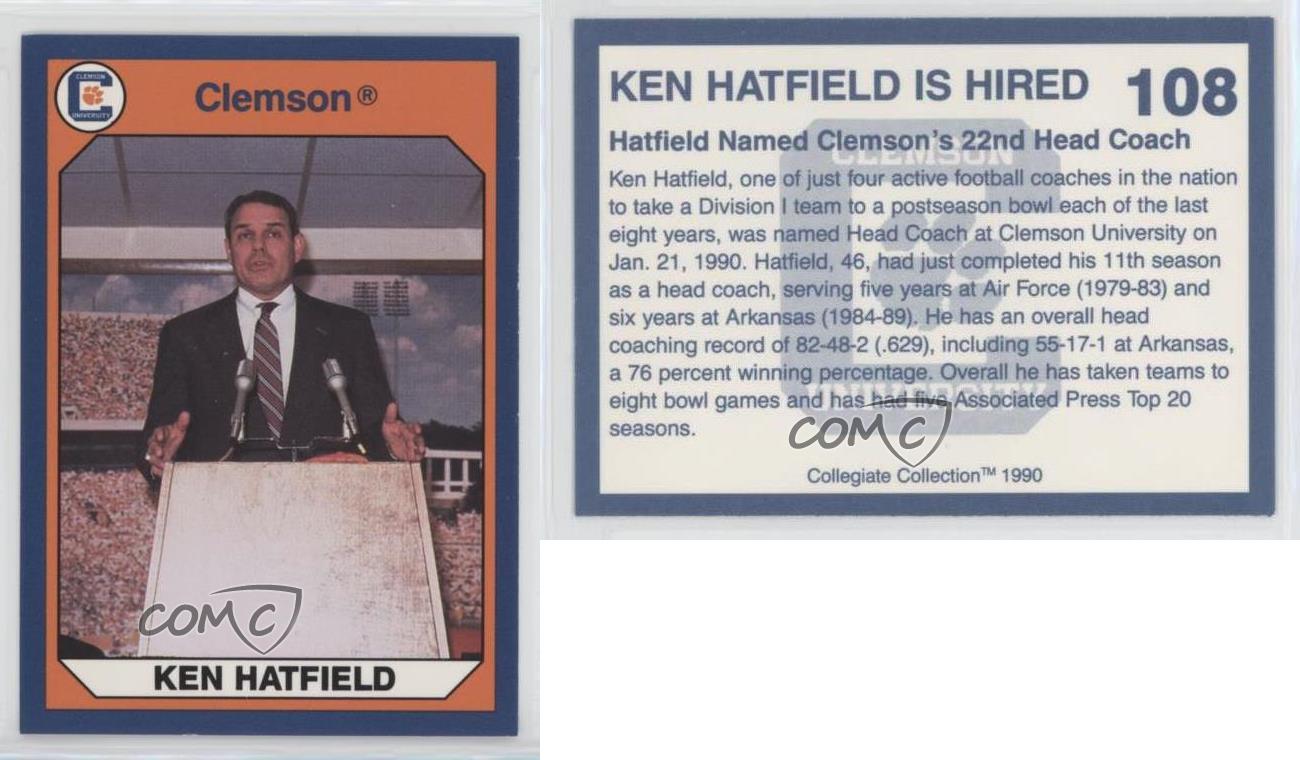 CLEMSON
UNIVERSITY
Clemson®
COMC
KEN HATFIELD
KEN HATFIELD IS HIRED 108
Hatfield Named Clemson's 22nd Head Coach
CLEMSON
Ken Hatfield, one of just four active football coaches in the nation
to take a Division I team to a postseason bowl each of the last
eight years, was named Head Coach at Clemson University on
Jan. 21, 1990. Hatfield, 46, had just completed his 11th season
as a head coach, serving five years at Air Force (1979-83) and
six years at Arkansas (1984-89). He has an overall head
coaching record of 82-48-2 (.629), including 55-17-1 at Arkansas,
a 76 percent winning percentage. Overall he has taken teams to
eight bowl games and has had five Associated Press Top 20
seasons.
UNIVERSITY
COMC
Collegiate Collection™ 1990